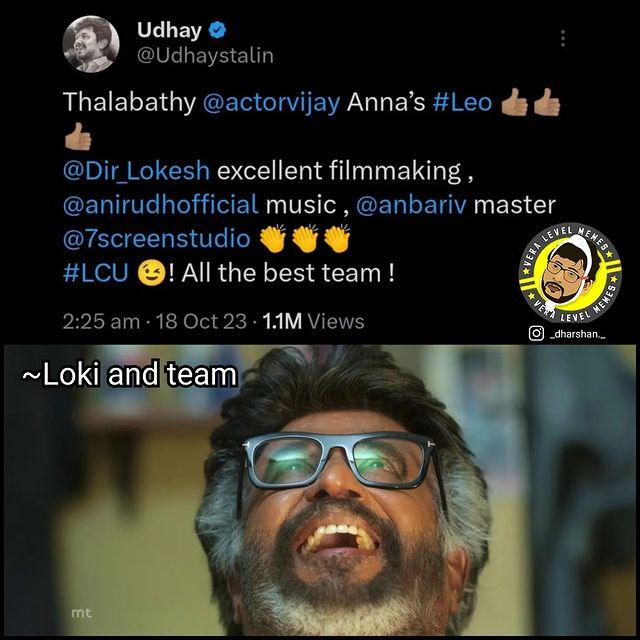 Udhay
@Udhaystalin
Thalabathy @actorvijay Anna's #Leo 👍🏽👍🏽
👍🏽
@Dir_Lokesh excellent filmmaking ,
@anirudhofficial music , @anbariv master
@7screenstudio 👏👏👏
#LCU 😉! All the best team !
2:25 am · 18 Oct 23 · 1.1M Views
VERA LEVEL MEMES
VERA LEVEL MEMES
_dharshan._
~Loki and team
mt